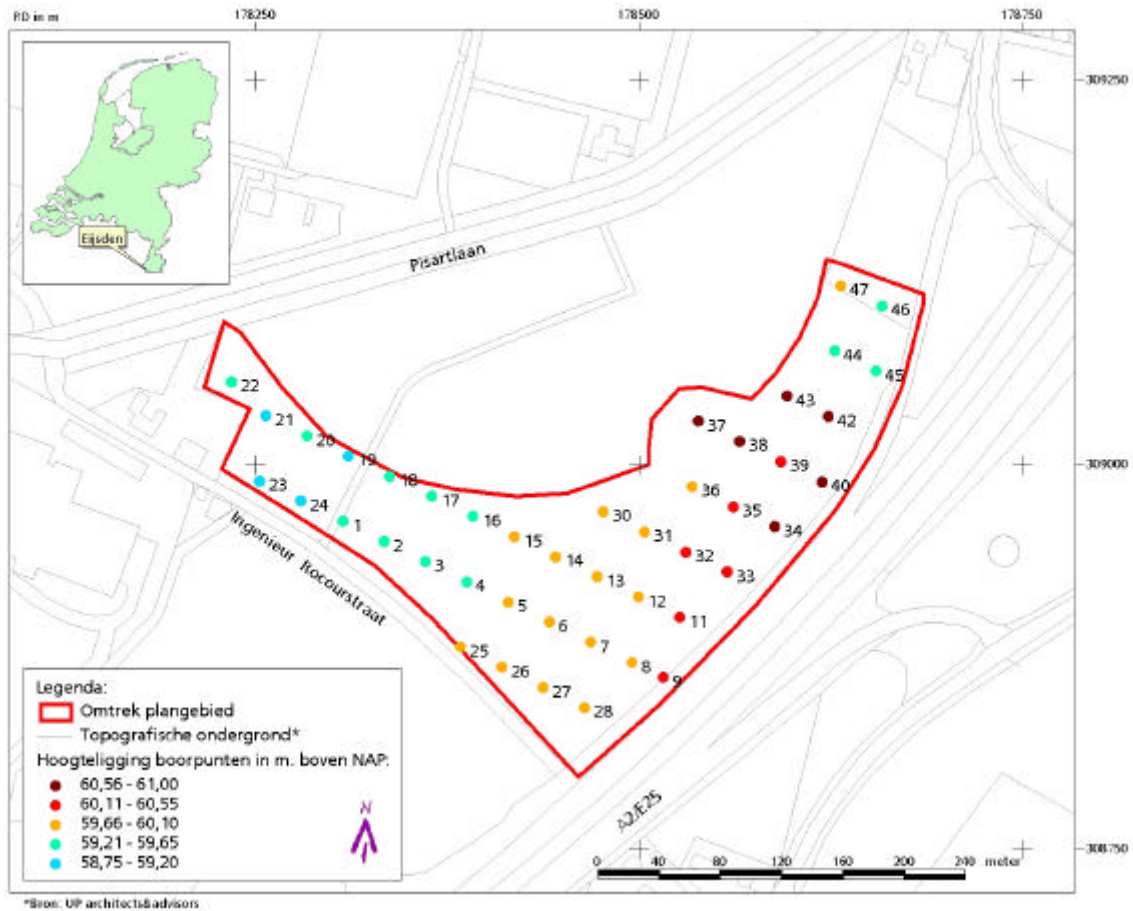 RD in m
178250
178500
178750
309250
309000
308750
Eijsden
Pisartlaan
47
46
44
45
43
42
37
38
39
40
36
35
34
22
21
20
19
18
17
16
15
14
13
12
11
23
24
1
2
3
4
5
6
7
8
9
30
31
32
33
25
26
27
28
Ingenieur Rocourstraat
A2/E25
Legenda:
Omtrek plangebied
Topografische ondergrond*
Hoogteligging boorpunten in m. boven NAP:
60,56 - 61,00
60,11 - 60,55
59,66 - 60,10
59,21 - 59,65
58,75 - 59,20
N
0 40 80 120 160 200 240 meter
*Bron: UP architects&advisors